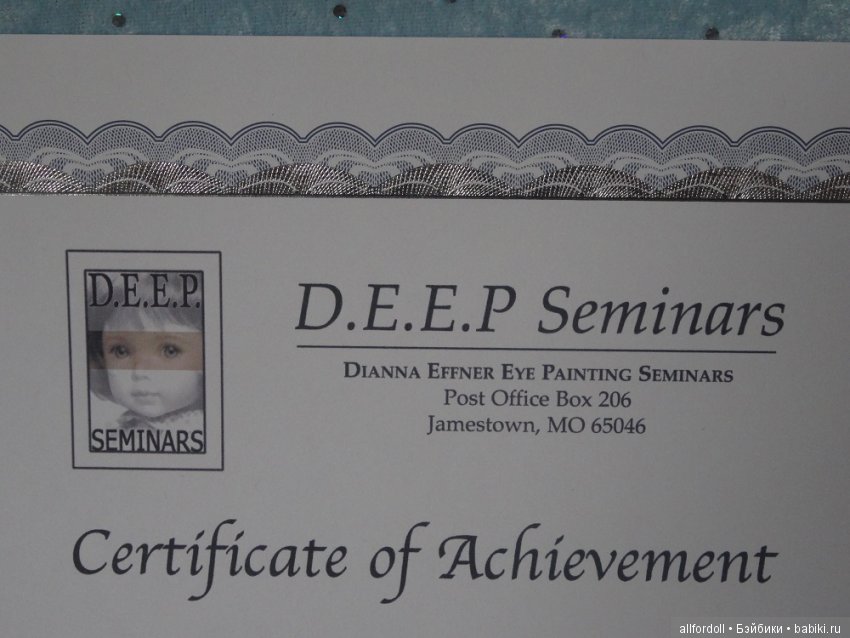 D.E.E.P.
SEMINARS
D.E.E.P Seminars
Dianna Effner Eye Painting Seminars
Post Office Box 206
Jamestown, MO 65046
Certificate of Achievement
allfordoll • Бэйбики • babiki.ru